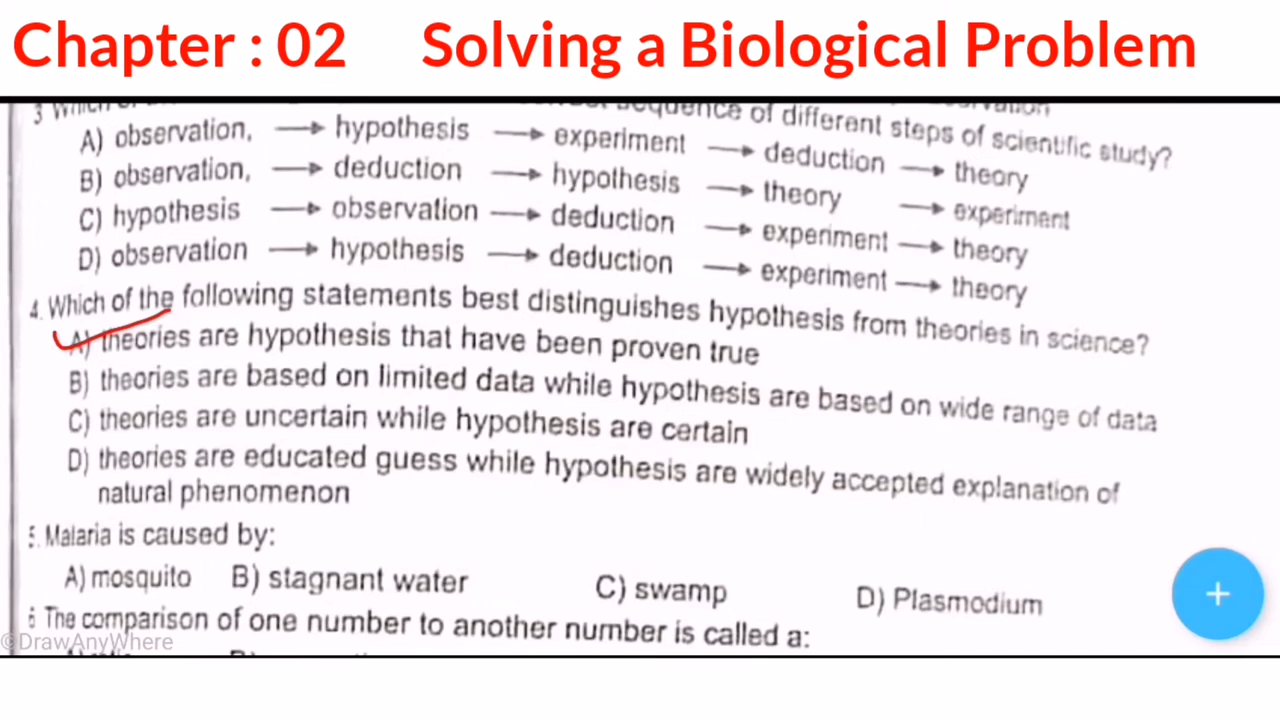 Chapter : 02 Solving a Biological Problem
3 Which of sequence of different steps of scientific study?
A) observation, → hypothesis → experiment → deduction → theory
B) observation, → deduction → hypothesis → theory → experiment
C) hypothesis → observation → deduction → experiment → theory
D) observation → hypothesis → deduction → experiment → theory
4. Which of the following statements best distinguishes hypothesis from theories in science?
A) theories are hypothesis that have been proven true
B) theories are based on limited data while hypothesis are based on wide range of data
C) theories are uncertain while hypothesis are certain
D) theories are educated guess while hypothesis are widely accepted explanation of
natural phenomenon
5. Malaria is caused by:
A) mosquito B) stagnant water C) swamp D) Plasmodium
6 The comparison of one number to another number is called a:
©DrawAnyWhere